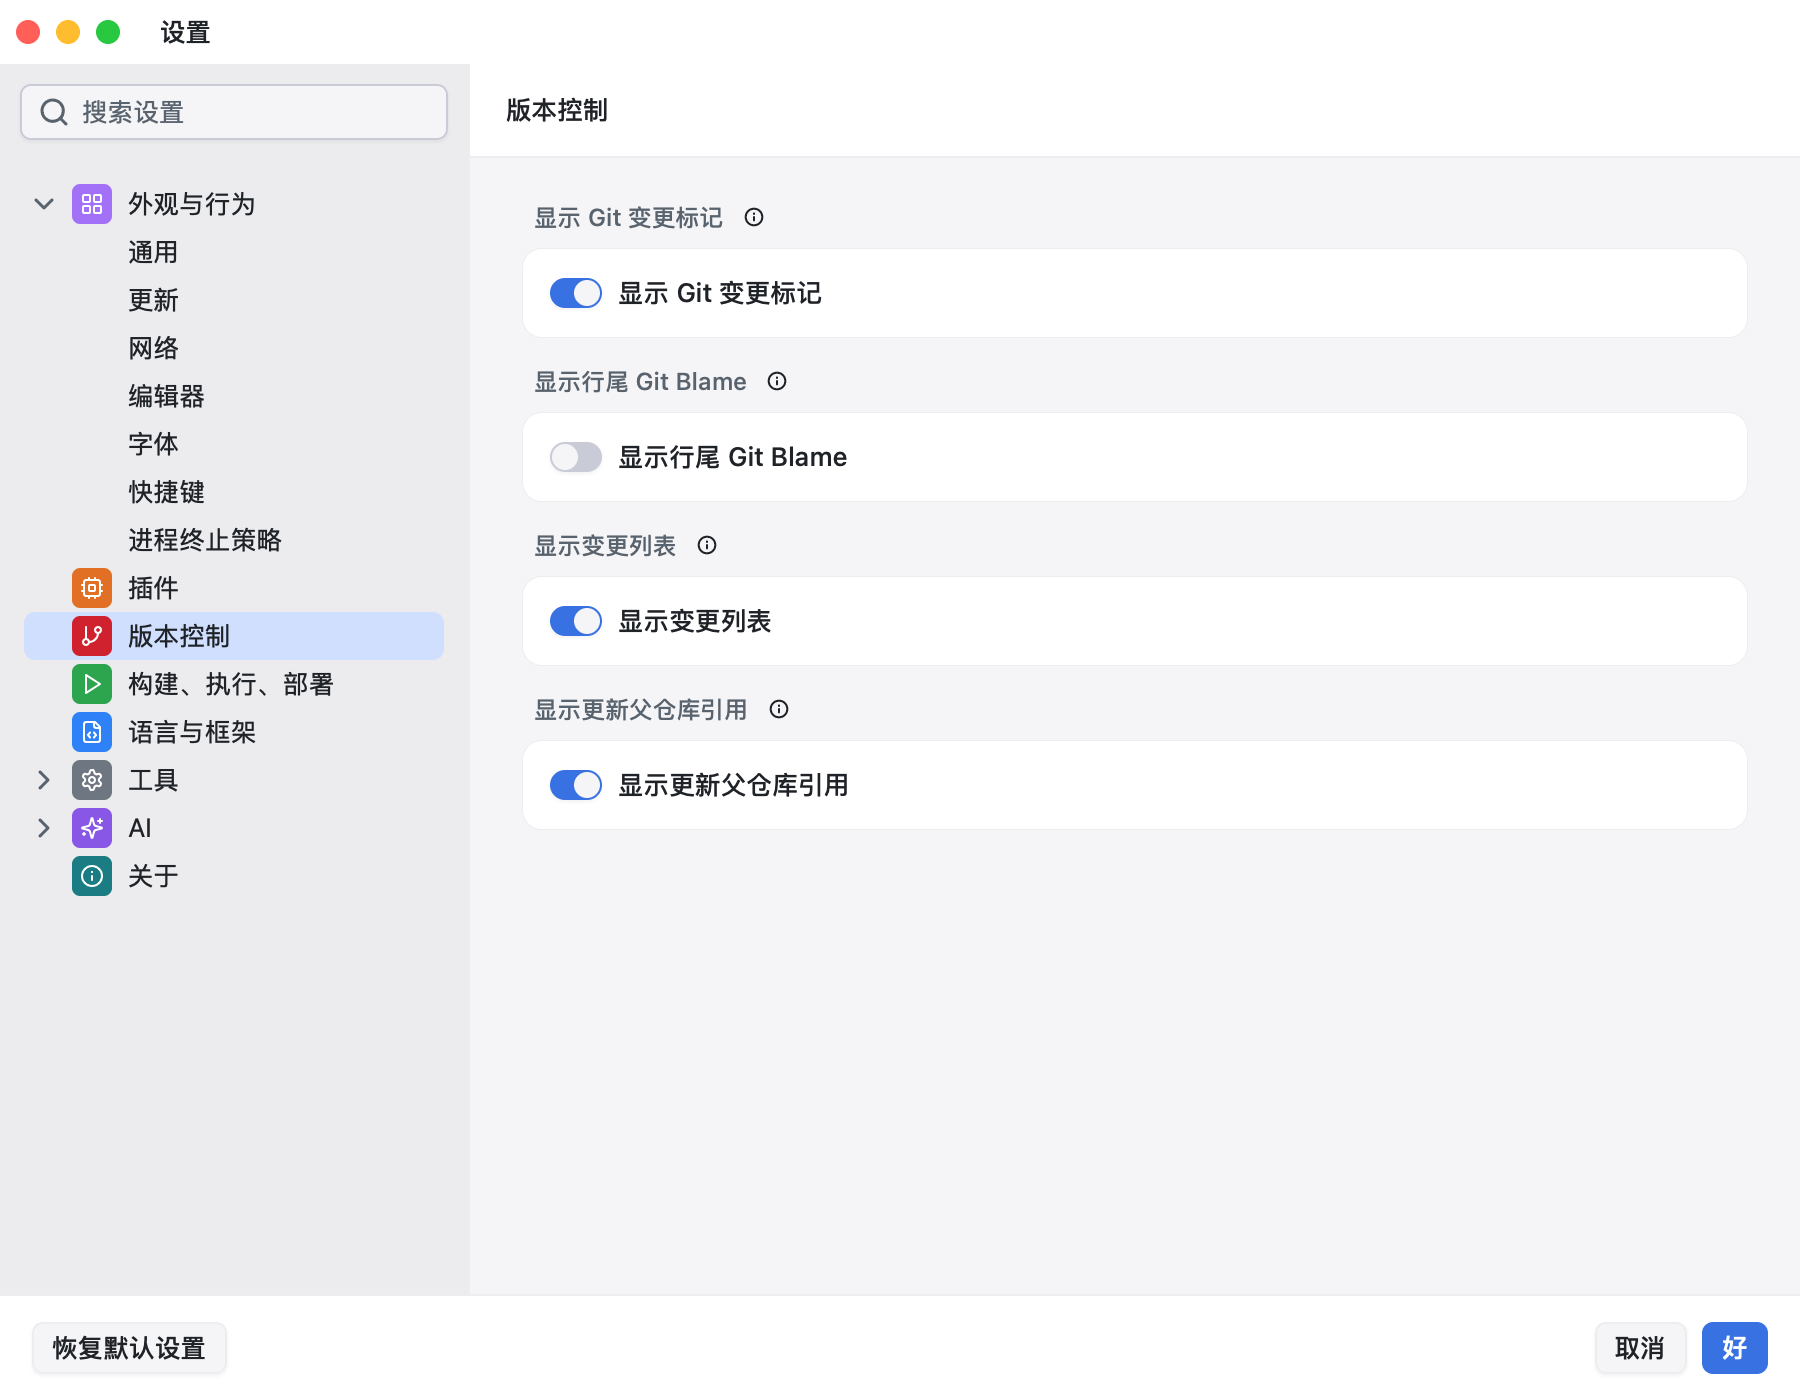 设置
搜索设置
外观与行为
通用
更新
网络
编辑器
字体
快捷键
进程终止策略
插件
版本控制
构建、执行、部署
语言与框架
工具
AI
关于
版本控制
显示 Git 变更标记
显示 Git 变更标记
显示行尾 Git Blame
显示行尾 Git Blame
显示变更列表
显示变更列表
显示更新父仓库引用
显示更新父仓库引用
恢复默认设置
取消
好